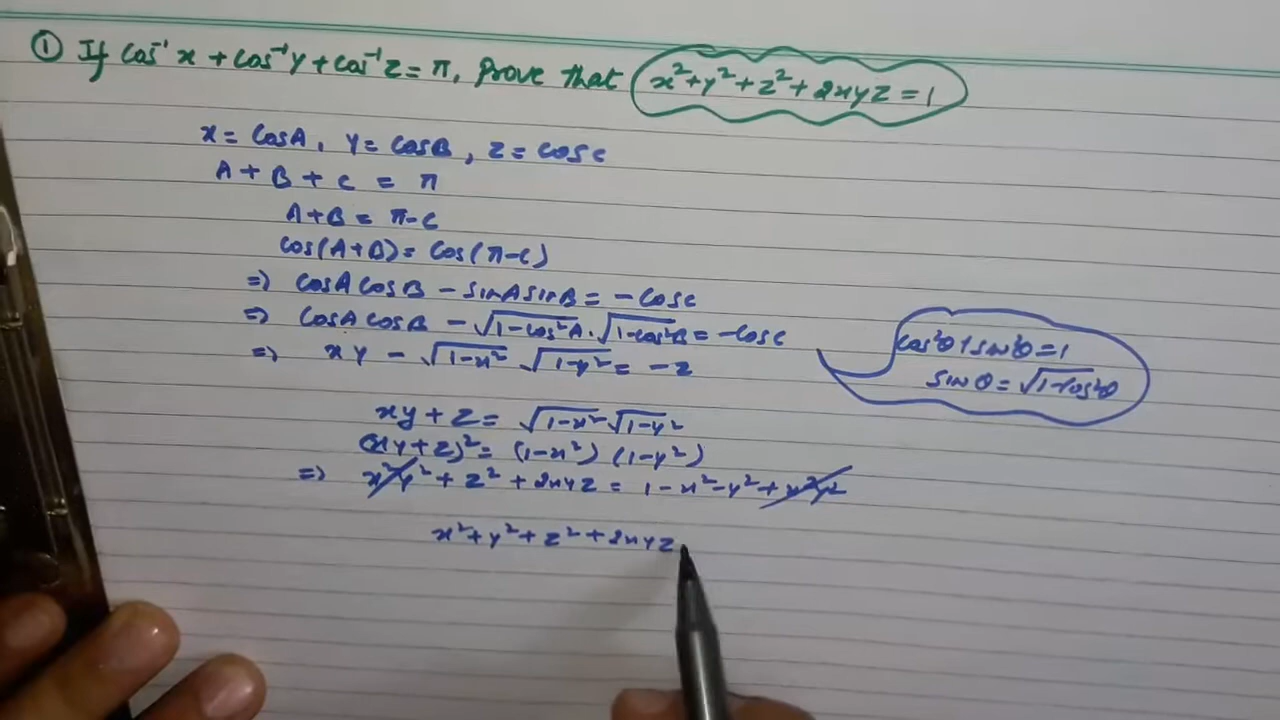 ① If cos⁻¹x + cos⁻¹y + cos⁻¹z = π, Prove that x² + y² + z² + 2xyz = 1
x = cosA, y = cosB, z = cosc
A + B + c = π
A+B = π-c
cos(A+B) = cos(π-c)
=> cosA cosB - sinA sinB = -cosc
=> cosA cosB - √1-cos²A . √1-cos²B = -cosc
=> xy - √1-x² √1-y² = -z
cos²θ + sin²θ = 1
sinθ = √1-cos²θ
xy + z = √1-x² √1-y²
(xy+z)² = (1-x²) (1-y²)
=> x²y² + z² + 2xyz = 1 - x² - y² + x²y²
x² + y² + z² + 2xyz